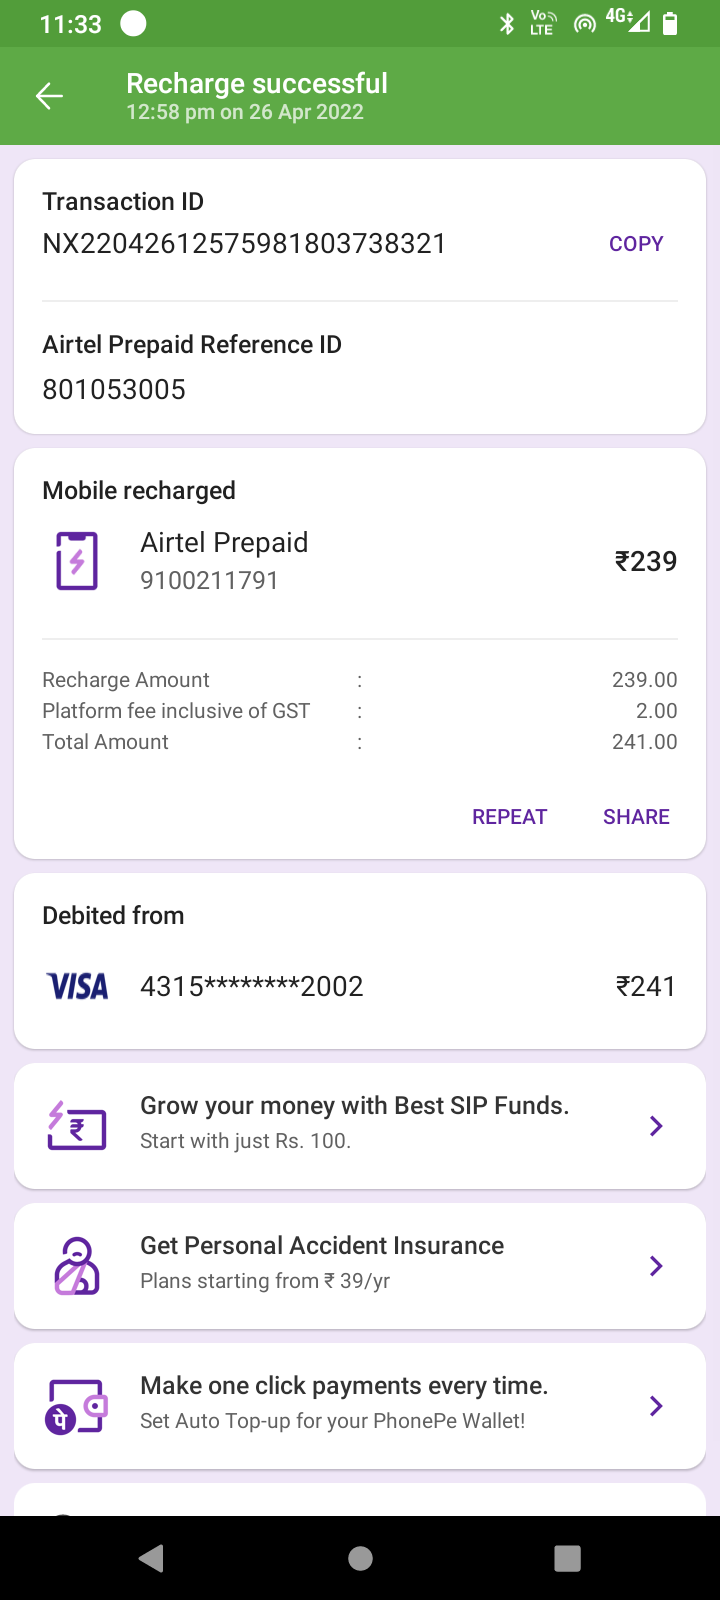 11:33
Vo
LTE
4G
Recharge successful
12:58 pm on 26 Apr 2022
Transaction ID
NX22042612575981803738321
COPY
Airtel Prepaid Reference ID
801053005
Mobile recharged
Airtel Prepaid
9100211791
₹239
Recharge Amount : 239.00
Platform fee inclusive of GST : 2.00
Total Amount : 241.00
REPEAT SHARE
Debited from
VISA 4315********2002 ₹241
Grow your money with Best SIP Funds.
Start with just Rs. 100.
Get Personal Accident Insurance
Plans starting from ₹ 39/yr
Make one click payments every time.
Set Auto Top-up for your PhonePe Wallet!
पे